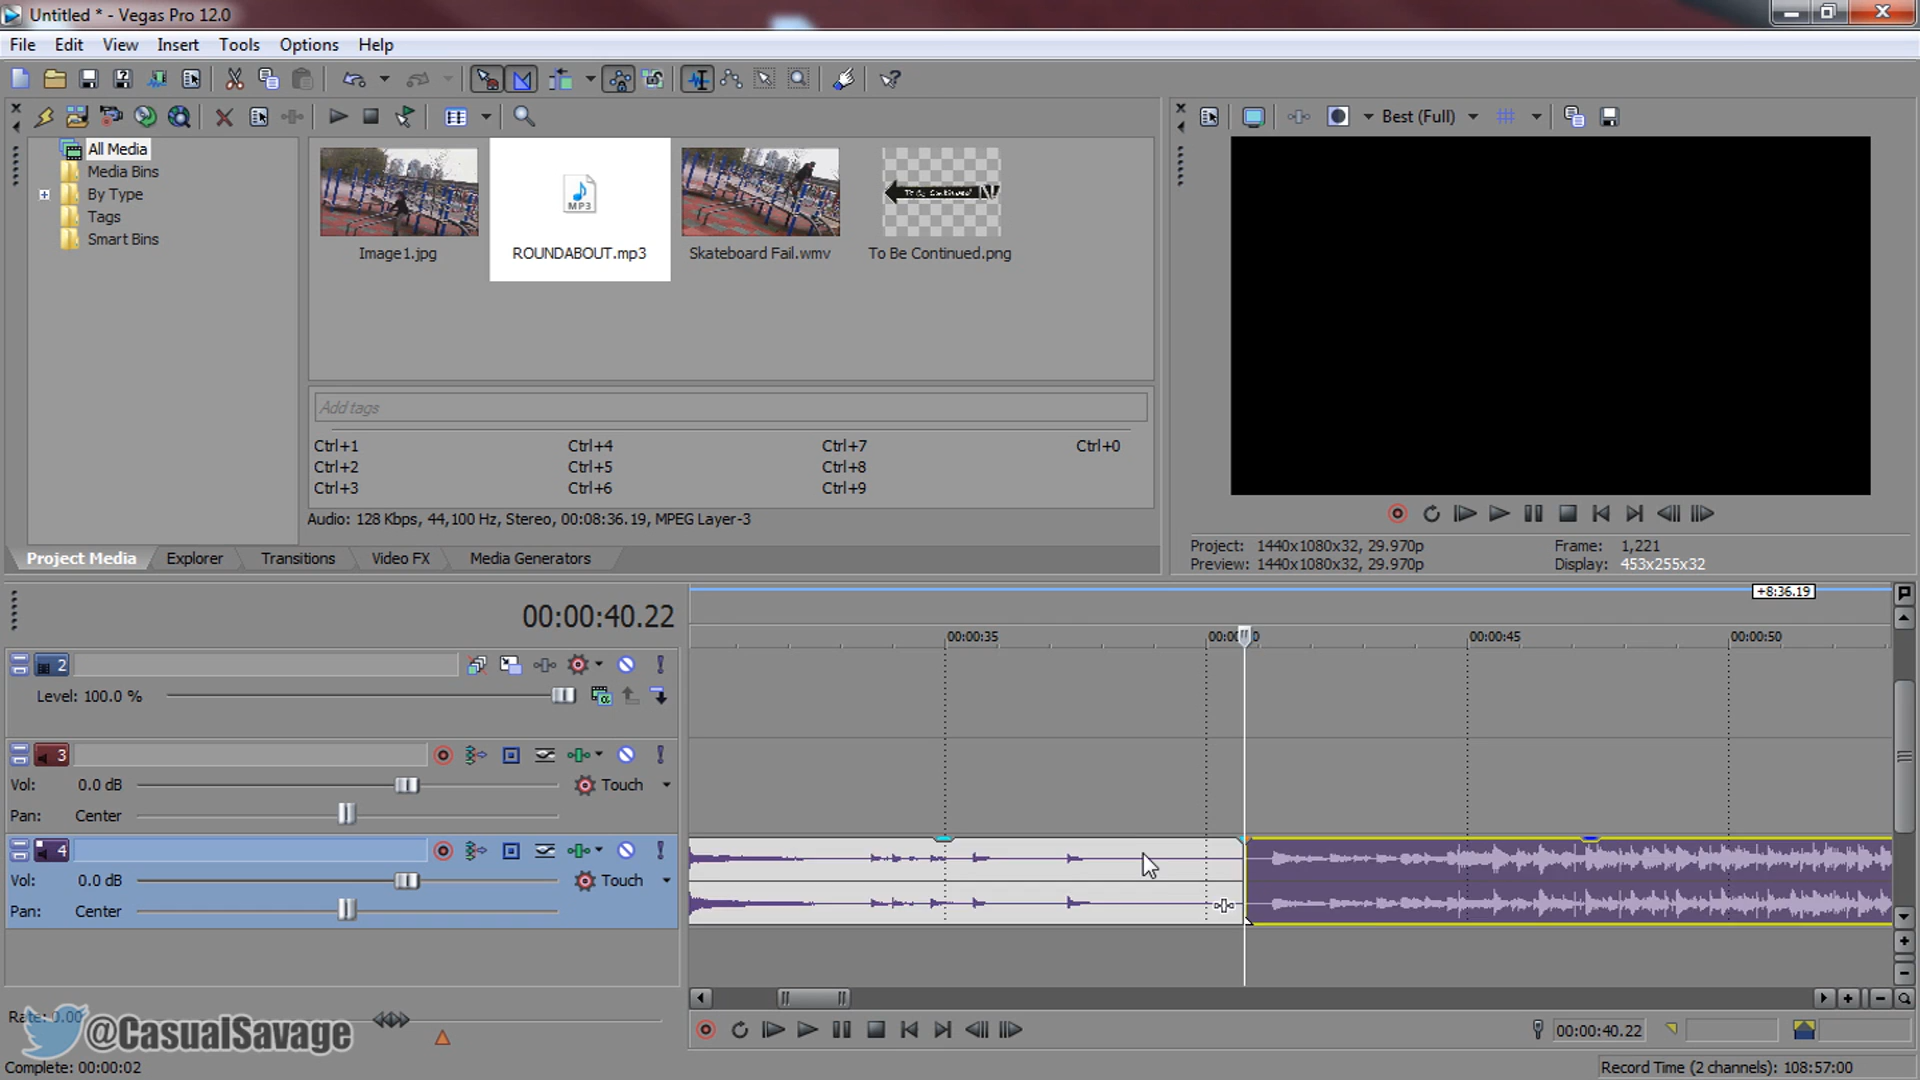 Untitled * - Vegas Pro 12.0
File Edit View Insert Tools Options Help
Best (Full)
All Media
Media Bins
By Type
Tags
Smart Bins
MP3
To Be Continued
Image1.jpg ROUNDABOUT.mp3 Skateboard Fail.wmv To Be Continued.png
Add tags
Ctrl+1 Ctrl+4 Ctrl+7 Ctrl+0
Ctrl+2 Ctrl+5 Ctrl+8
Ctrl+3 Ctrl+6 Ctrl+9
Audio: 128 Kbps, 44,100 Hz, Stereo, 00:08:36.19, MPEG Layer-3
Project Media Explorer Transitions Video FX Media Generators
Project: 1440x1080x32, 29.970p Frame: 1,221
Preview: 1440x1080x32, 29.970p Display: 453x255x32
+8:36.19
00:00:40.22
00:00:35 00:00:45 00:00:50
2
Level: 100.0 %
3
Vol: 0.0 dB Touch
Pan: Center
4
Vol: 0.0 dB Touch
Pan: Center
Rate: 0.00
@CasualSavage
00:00:40.22
Complete: 00:00:02
Record Time (2 channels): 108:57:00